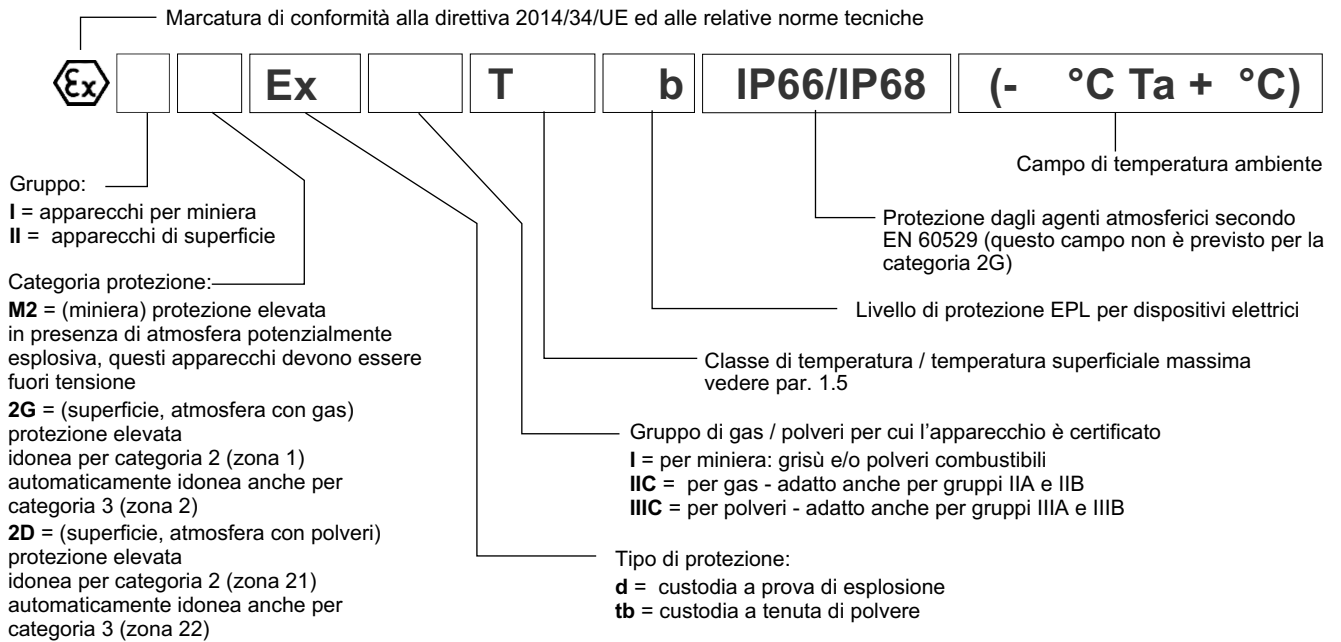 Marcatura di conformità alla direttiva 2014/34/UE ed alle relative norme tecniche
Ex Ex T b IP66/IP68 (- °C Ta + °C)
Campo di temperatura ambiente
Gruppo:
I = apparecchi per miniera
II = apparecchi di superficie
Protezione dagli agenti atmosferici secondo
EN 60529 (questo campo non è previsto per la
categoria 2G)
Categoria protezione:
M2 = (miniera) protezione elevata
in presenza di atmosfera potenzialmente
esplosiva, questi apparecchi devono essere
fuori tensione
2G = (superficie, atmosfera con gas)
protezione elevata
idonea per categoria 2 (zona 1)
automaticamente idonea anche per
categoria 3 (zona 2)
2D = (superficie, atmosfera con polveri)
protezione elevata
idonea per categoria 2 (zona 21)
automaticamente idonea anche per
categoria 3 (zona 22)
Livello di protezione EPL per dispositivi elettrici
Classe di temperatura / temperatura superficiale massima
vedere par. 1.5
Gruppo di gas / polveri per cui l'apparecchio è certificato
I = per miniera: grisù e/o polveri combustibili
IIC = per gas - adatto anche per gruppi IIA e IIB
IIIC = per polveri - adatto anche per gruppi IIIA e IIIB
Tipo di protezione:
d = custodia a prova di esplosione
tb = custodia a tenuta di polvere